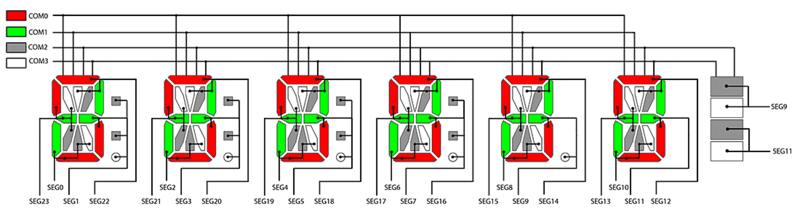 COM0
COM1
COM2
COM3
SEG9
SEG11
SEG0 SEG2 SEG4 SEG6 SEG8 SEG10
SEG23 SEG1 SEG22 SEG21 SEG3 SEG20 SEG19 SEG5 SEG18 SEG17 SEG7 SEG16 SEG15 SEG9 SEG14 SEG13 SEG11 SEG12